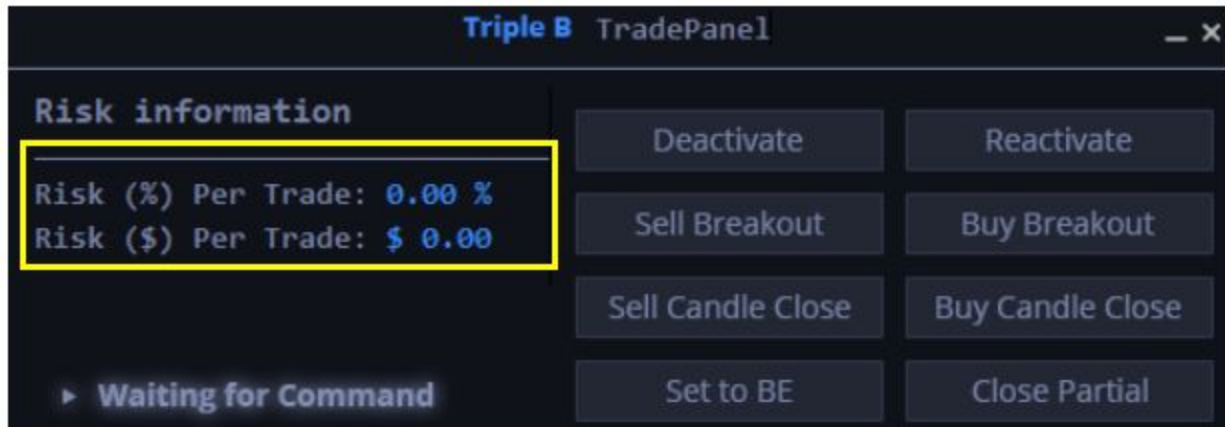 Triple B TradePanel
Risk information
Risk (%) Per Trade: 0.00 %
Risk ($) Per Trade: $ 0.00
▸ Waiting for Command
Deactivate
Reactivate
Sell Breakout
Buy Breakout
Sell Candle Close
Buy Candle Close
Set to BE
Close Partial